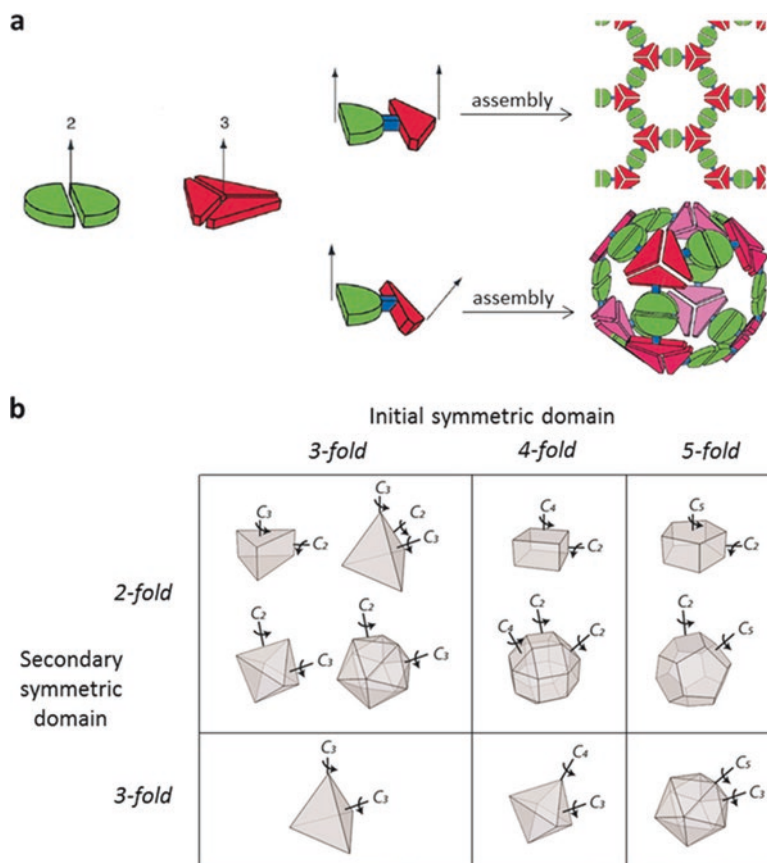 a
2
3
assembly
assembly
b
Initial symmetric domain
3-fold 4-fold 5-fold
2-fold
C₃
C₂
C₃
C₂
C₃
C₄
C₂
C₅
C₂
C₂
C₃
C₂
C₃
C₄
C₂
C₂
C₂
C₅
Secondary
symmetric
domain
3-fold
C₃
C₃
C₄
C₃
C₅
C₃